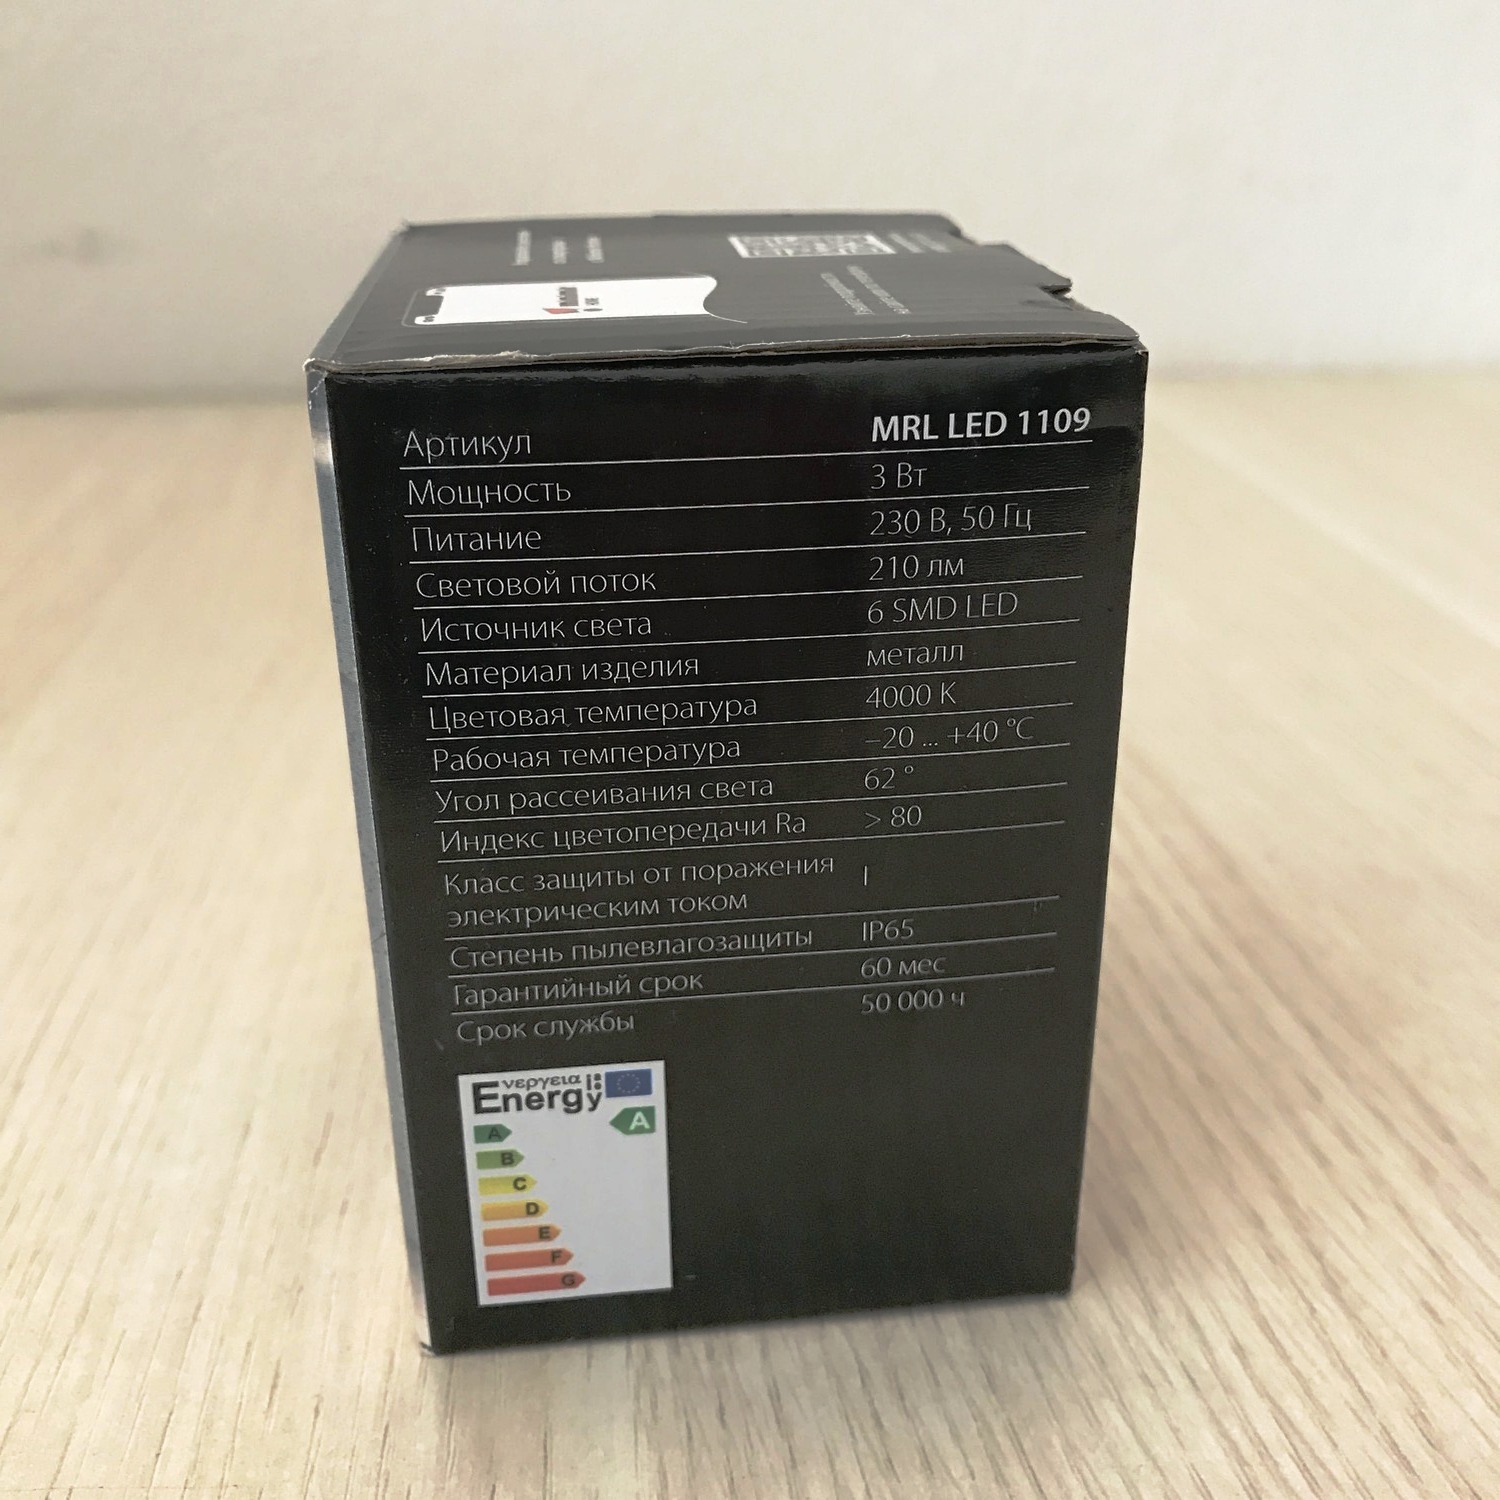 Артикул MRL LED 1109
Мощность 3 Вт
Питание 230 В, 50 Гц
Световой поток 210 лм
Источник света 6 SMD LED
Материал изделия металл
Цветовая температура 4000 K
Рабочая температура –20 ... +40 °C
Угол рассеивания света 62 °
Индекс цветопередачи Ra > 80
Класс защиты от поражения I
электрическим током
Степень пылевлагозащиты IP65
Гарантийный срок 60 мес
Срок службы 50 000 ч
Energy
νεργεια
A
A
B
C
D
E
F
G